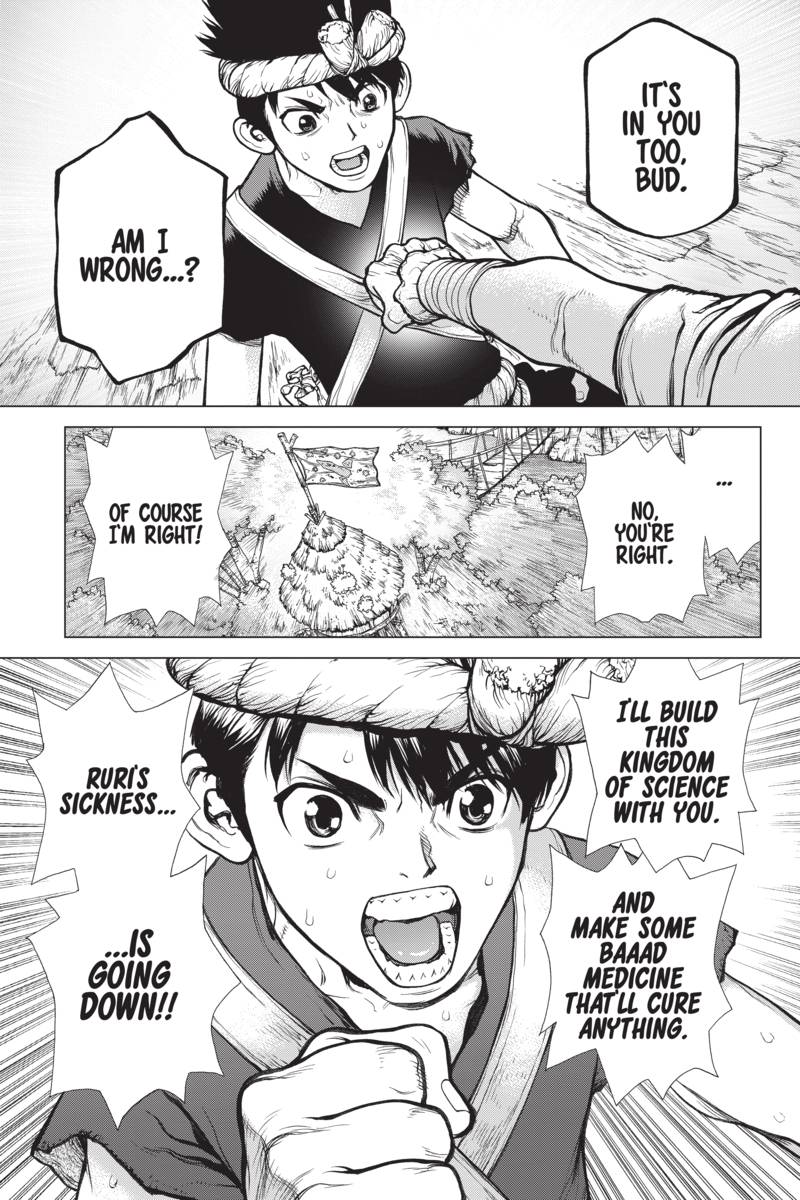 IT'S
IN YOU
TOO,
BUD.
AM I
WRONG...?
...
NO,
YOU'RE
RIGHT.
OF COURSE
I'M RIGHT!
I'LL BUILD
THIS
KINGDOM
OF SCIENCE
WITH YOU.
AND
MAKE SOME
BAAAD
MEDICINE
THAT'LL CURE
ANYTHING.
RURI'S
SICKNESS...
...IS
GOING
DOWN!!